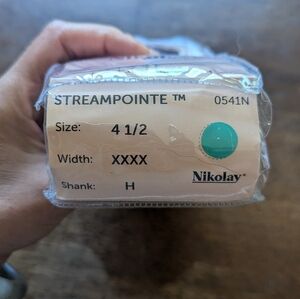 STREAMPOINTE ™ 0541N
Size: 4 1/2
Width: XXXX
Nikolay®
Shank: H